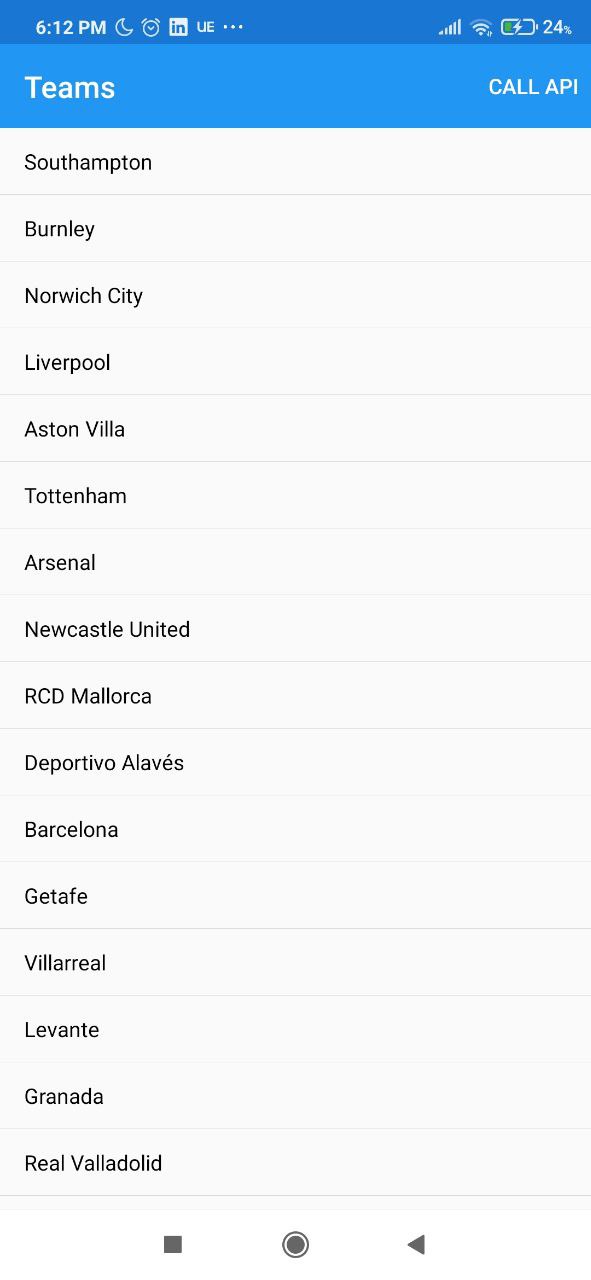 6:12 PM in UE ... 24%
Teams CALL API
Southampton
Burnley
Norwich City
Liverpool
Aston Villa
Tottenham
Arsenal
Newcastle United
RCD Mallorca
Deportivo Alavés
Barcelona
Getafe
Villarreal
Levante
Granada
Real Valladolid